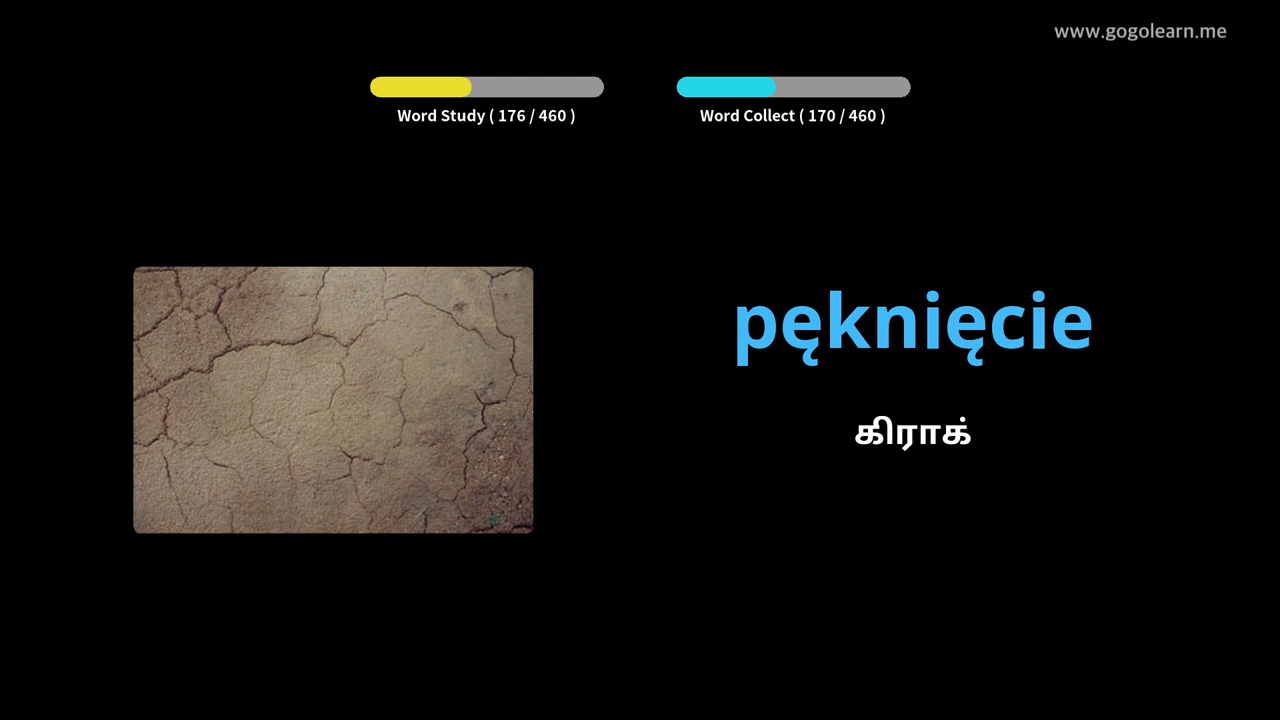 www.gogolearn.me
Word Study ( 176 / 460 )
Word Collect ( 170 / 460 )
pęknięcie
கிராக்